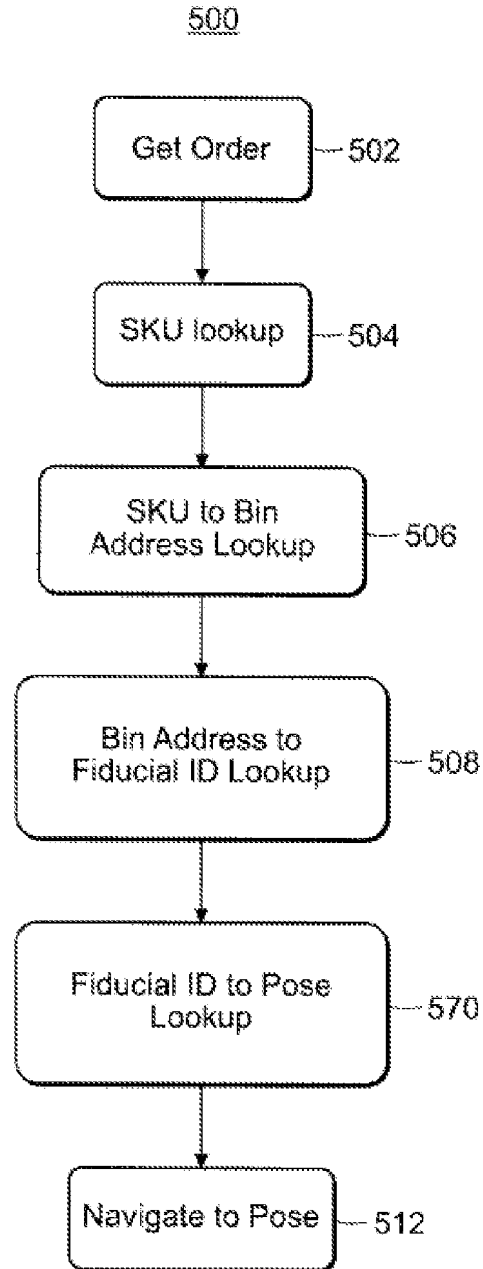 500
Get Order
502
SKU lookup
504
SKU to Bin
Address Lookup
506
Bin Address to
Fiducial ID Lookup
508
Fiducial ID to Pose
Lookup
570
Navigate to Pose
512